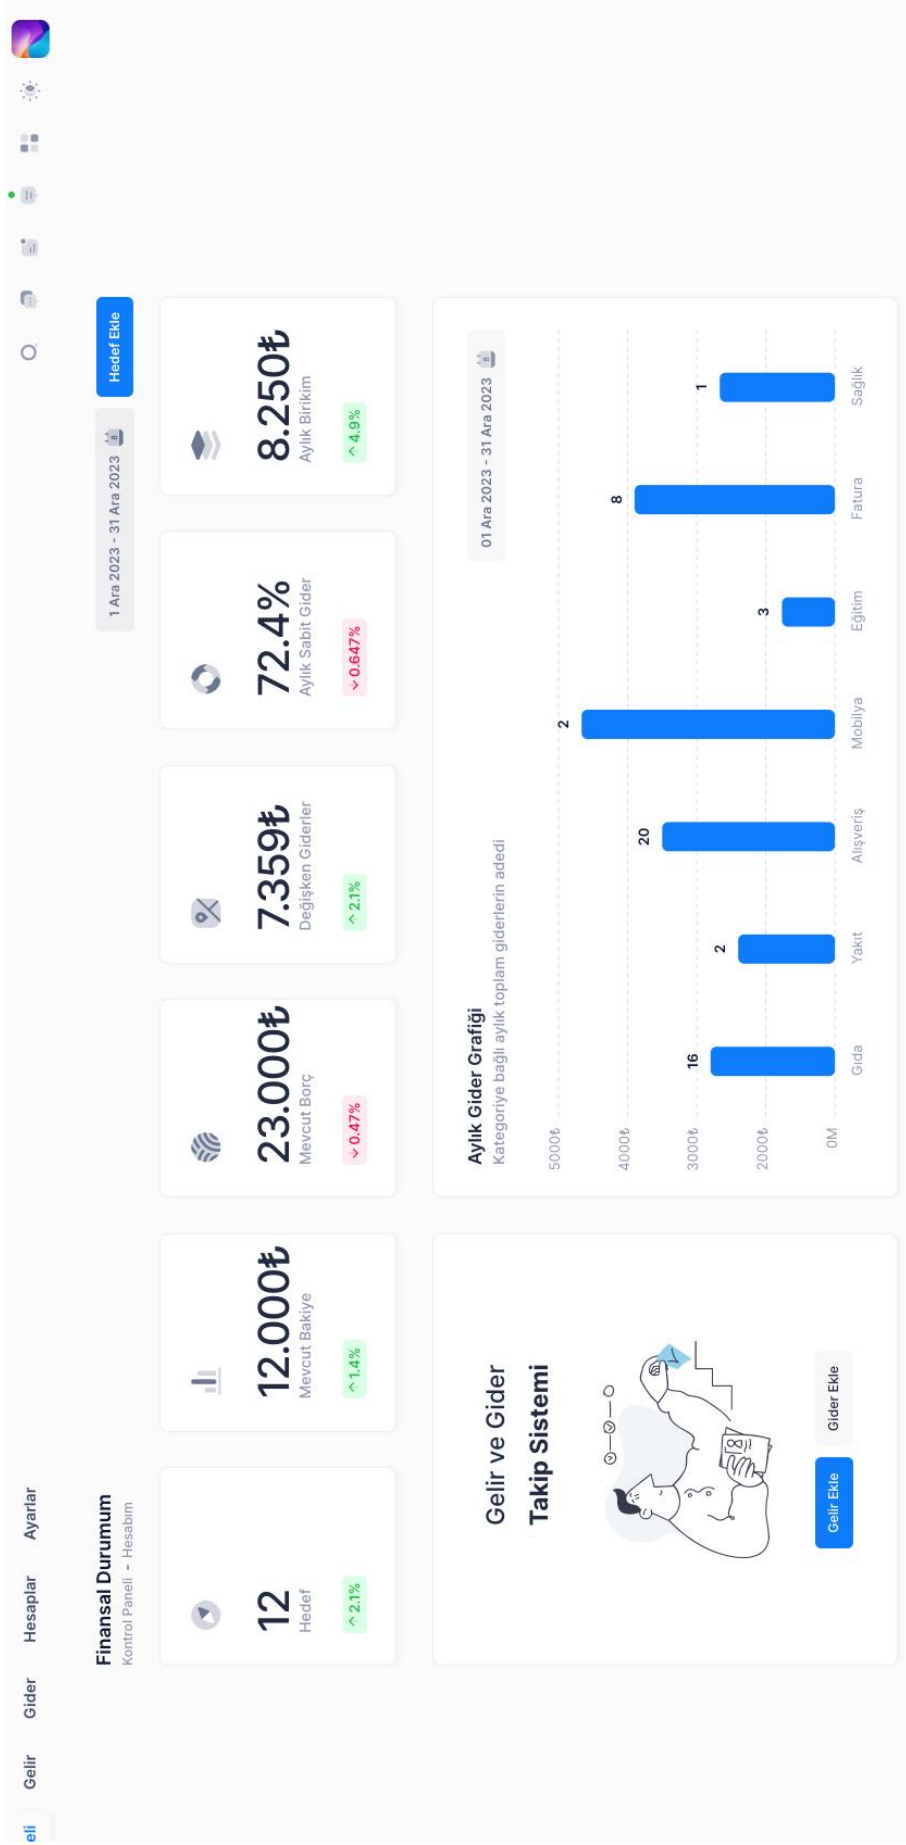 eli
Gelir
Gider
Hesaplar
Ayarlar
Finansal Durumum
Kontrol Paneli - Hesabım
1 Ara 2023 - 31 Ara 2023
Hedef Ekle
12
Hedef
2.1%
12.000₺
Mevcut Bakiye
1.4%
23.000₺
Mevcut Borç
0.47%
7.359₺
Değişken Giderler
2.1%
72.4%
Aylık Sabit Gider
0.647%
8.250₺
Aylık Birikim
4.9%
Gelir ve Gider
Takip Sistemi
18
Gelir Ekle
Gider Ekle
Aylık Gider Grafiği
Kategoriye bağlı aylık toplam giderlerin adedi
01 Ara 2023 - 31 Ara 2023
5000₺
4000₺
3000₺
2000₺
0M
16
2
20
2
3
8
1
Gıda
Yakıt
Alışveriş
Mobilya
Eğitim
Fatura
Sağlık